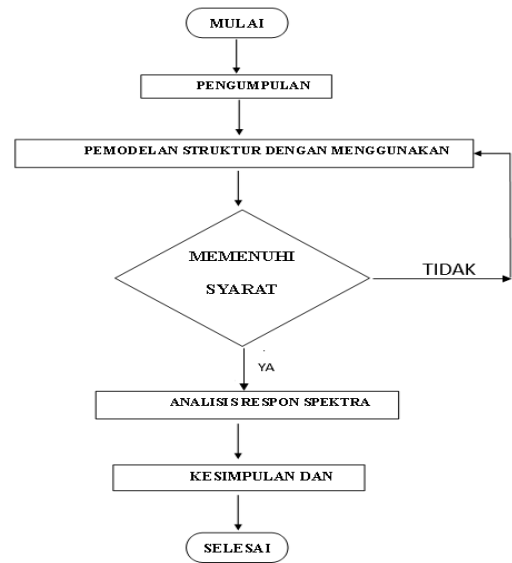 MULAI
PENGUMPULAN
PEMODELAN STRUKTUR DENGAN MENGGUNAKAN
MEMENUHI
SYARAT
TIDAK
YA
ANALISIS RESPON SPEKTRA
KESIMPULAN DAN
SELESAI